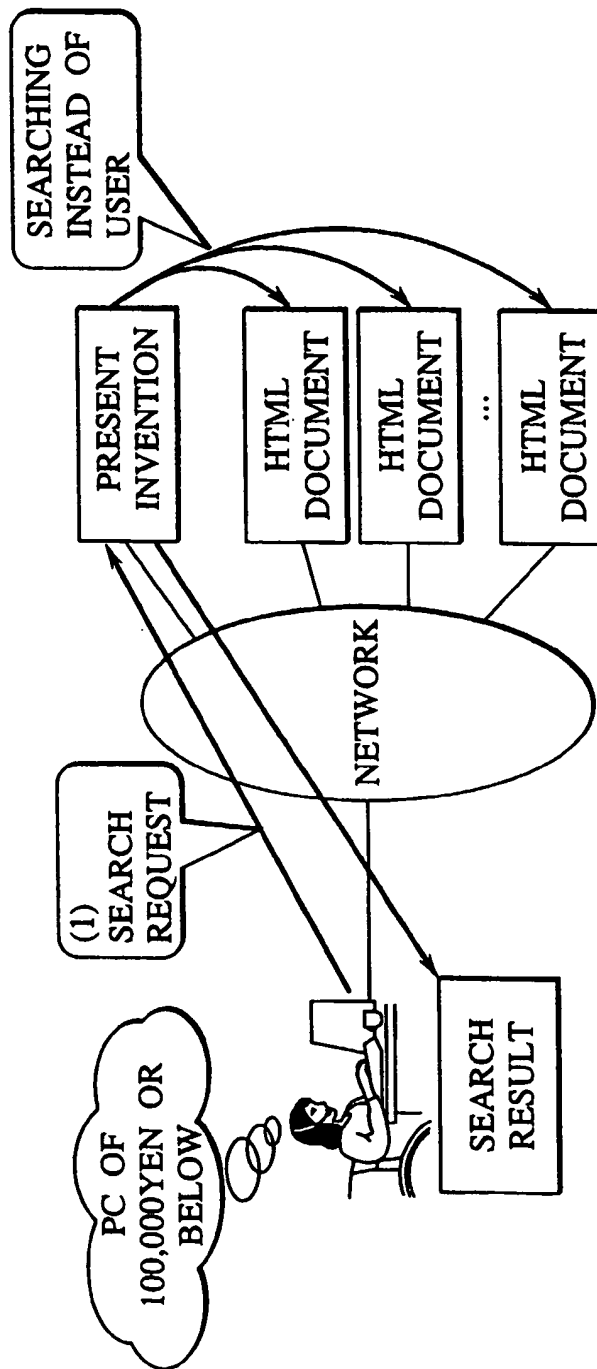 PC OF
100,000YEN OR
BELOW
(1)
SEARCH
REQUEST
SEARCHING
INSTEAD OF
USER
PRESENT
INVENTION
NETWORK
HTML
DOCUMENT
HTML
DOCUMENT
...
HTML
DOCUMENT
SEARCH
RESULT